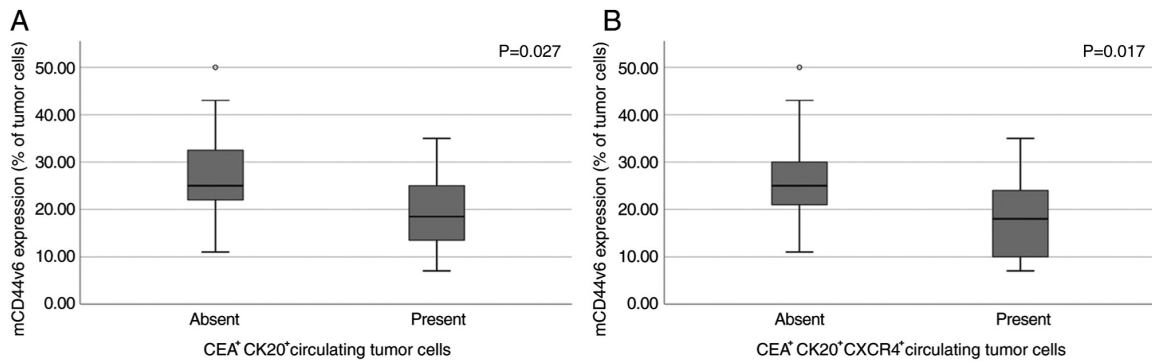 A
P=0.027
mCD44v6 expression (% of tumor cells)
50.00
40.00
30.00
20.00
10.00
0.00
Absent
Present
CEA⁺ CK20⁺circulating tumor cells
B
P=0.017
mCD44v6 expression (% of tumor cells)
50.00
40.00
30.00
20.00
10.00
0.00
Absent
Present
CEA⁺ CK20⁺CXCR4⁺circulating tumor cells